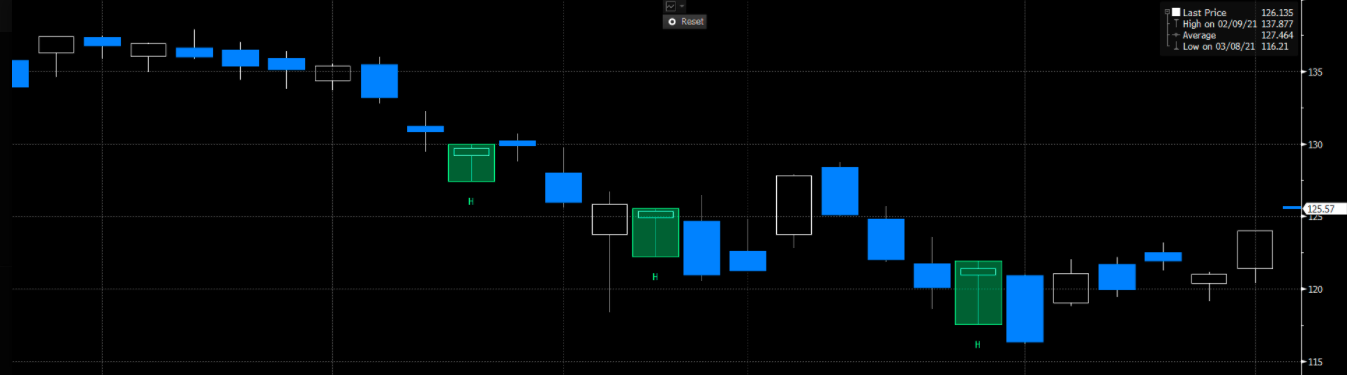 Reset
Last Price 126.135
High on 02/09/21 137.877
Average 127.464
Low on 03/08/21 116.21
135
130
H
125.57
125
H
120
H
115